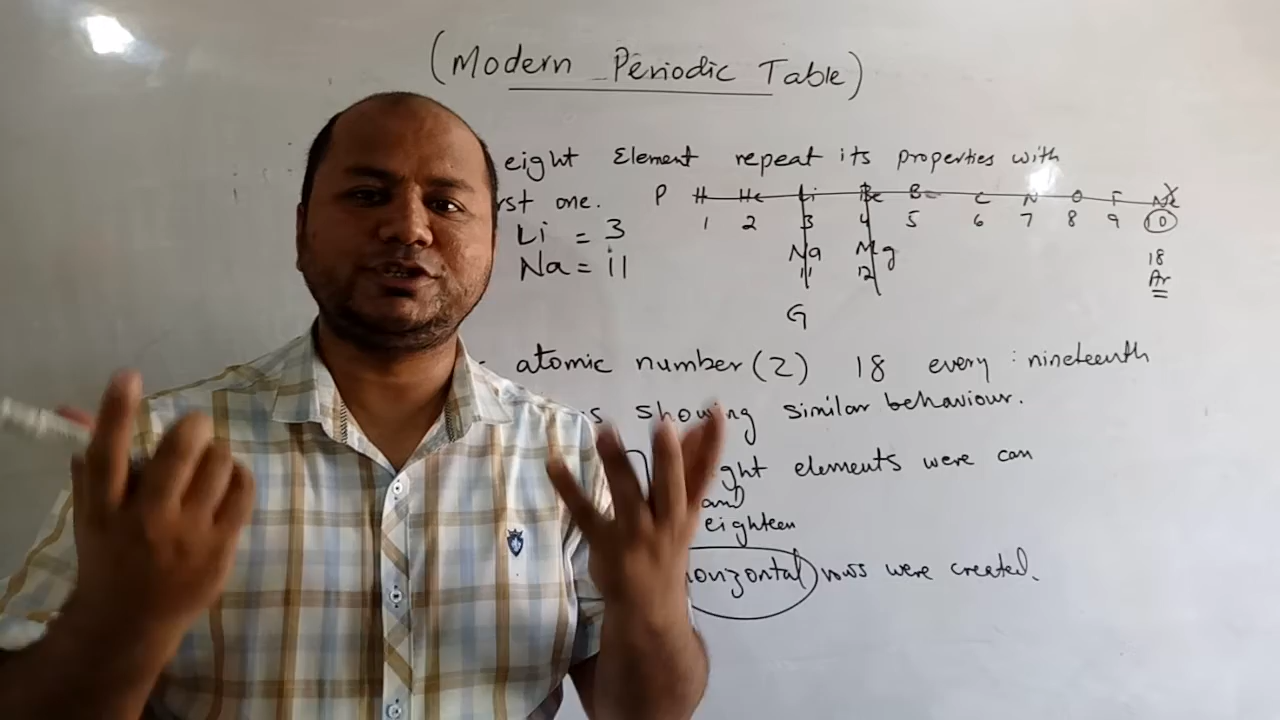 (Modern Periodic Table)
eight Element repeat its properties with
rst one. P H He Li Be B C N O F Ne
1 2 3 4 5 6 7 8 9 10
Li = 3
Na = 11
Na Mg
11 12
18
Ar
G
atomic number (Z) 18 every : nineteenth
s showing similar behaviour.
ght elements were can
and
eighteen
horizontal rows were created.